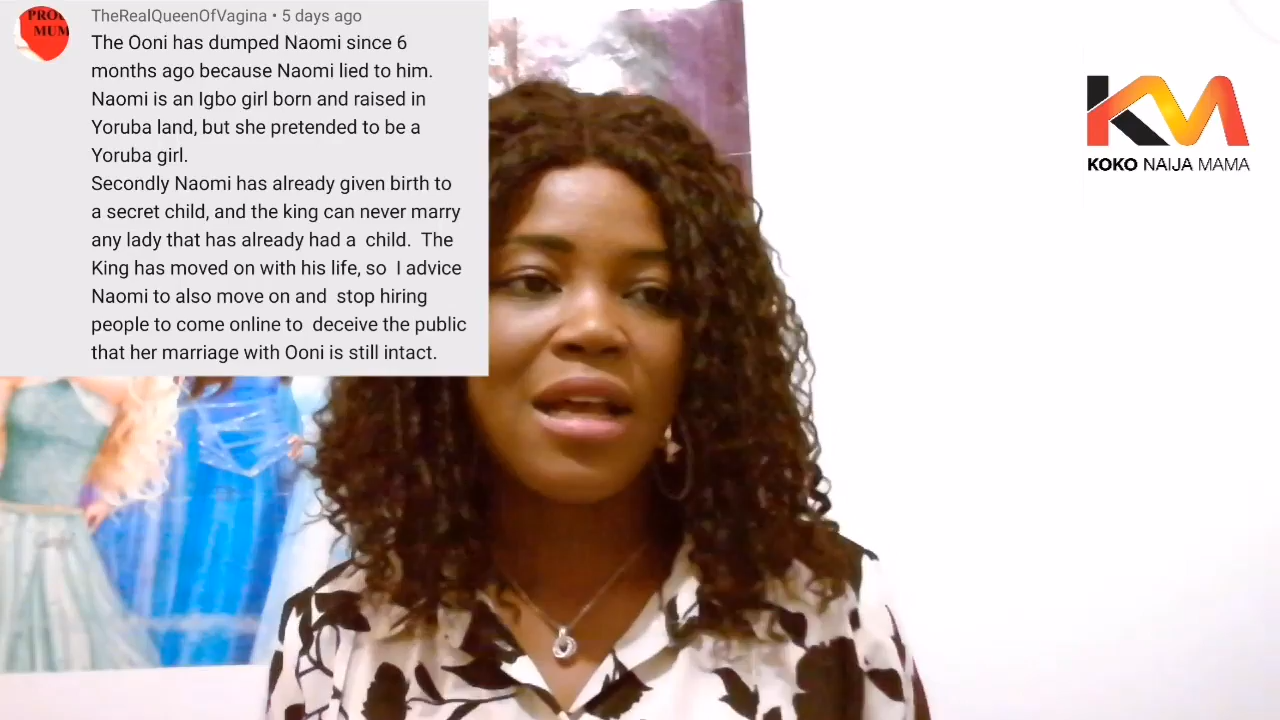 PROU
MUM
TheRealQueenOfVagina • 5 days ago
The Ooni has dumped Naomi since 6
months ago because Naomi lied to him.
Naomi is an Igbo girl born and raised in
Yoruba land, but she pretended to be a
Yoruba girl.
Secondly Naomi has already given birth to
a secret child, and the king can never marry
any lady that has already had a child. The
King has moved on with his life, so I advice
Naomi to also move on and stop hiring
people to come online to deceive the public
that her marriage with Ooni is still intact.
KM
KOKO NAIJA MAMA